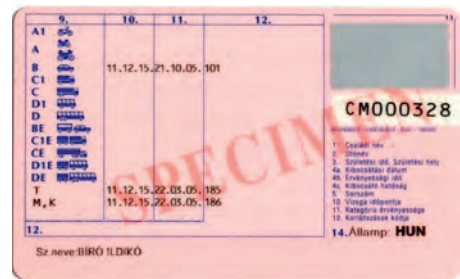 9. 10. 11. 12. 13.
A1
A
B 11.12.15. 21.10.05. 101
C1
C
D1
D
BE
C1E
CE
D1E
DE
T 11.12.15. 22.03.05. 185
M, K 11.12.15. 22.03.05. 186
12.
Sz neve: BÍRÓ ILDIKÓ
SPECIMEN
CM000328
1. Családi név
2. Utónév
3. Születési idő, Születési hely
4a. Kibocsátási dátum
4b. Érvényességi idő
4c. Kibocsátó hatóság
5. Sorszám
10. Vizsga időpontja
11. Kategória érvényessége
12. Korlátozások kódja
14. Államp: HUN